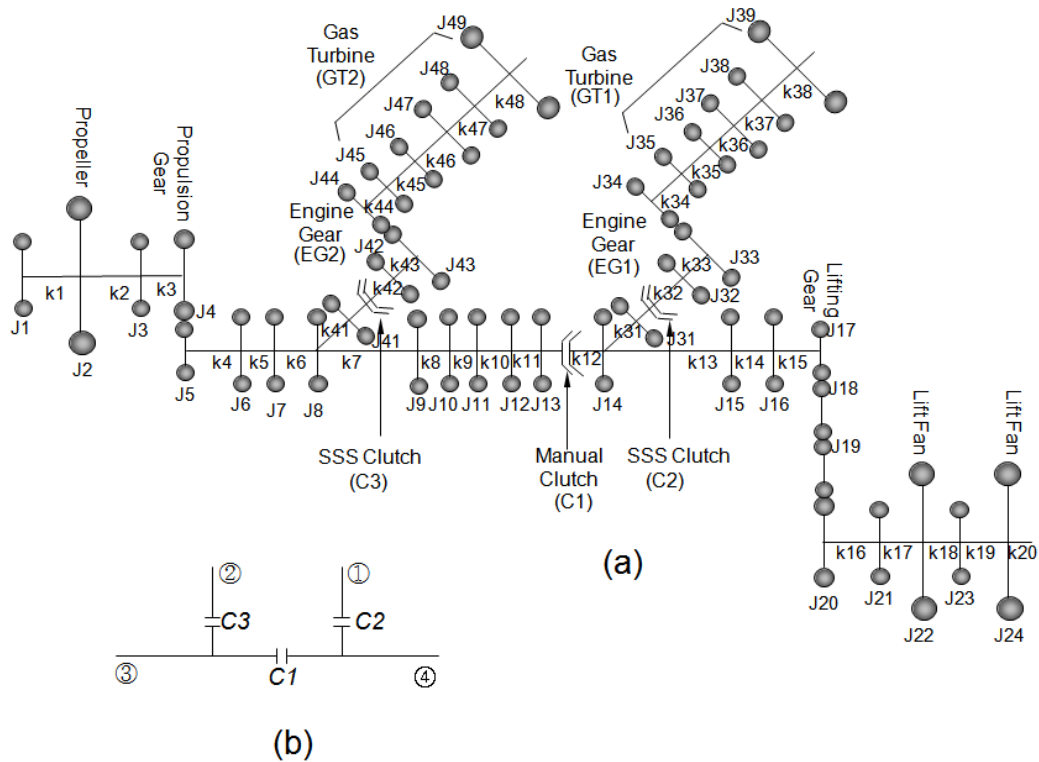 J49
Gas
Turbine
(GT2)
J48
k48
J47
k47
J46
k46
J45
k45
J44
k44
Engine
Gear
(EG2)
J42
k43
J43
k42
k41
J41
J39
Gas
Turbine
(GT1)
J38
k38
J37
k37
J36
k36
J35
k35
J34
k34
Engine
Gear
(EG1)
k33
J33
k32
J32
k31
J31
Propeller
Propulsion
Gear
k1
k2
k3
J1
J2
J3
J4
J5
k4
k5
k6
k7
k8
k9
k10
k11
k12
k13
k14
k15
J6
J7
J8
J9
J10
J11
J12
J13
J14
J15
J16
Lifting
Gear
J17
J18
J19
SSS Clutch
(C3)
Manual
Clutch
(C1)
SSS Clutch
(C2)
Lift Fan
Lift Fan
k16
k17
k18
k19
k20
J20
J21
J22
J23
J24
(a)
②
①
C3
C2
③
C1
④
(b)